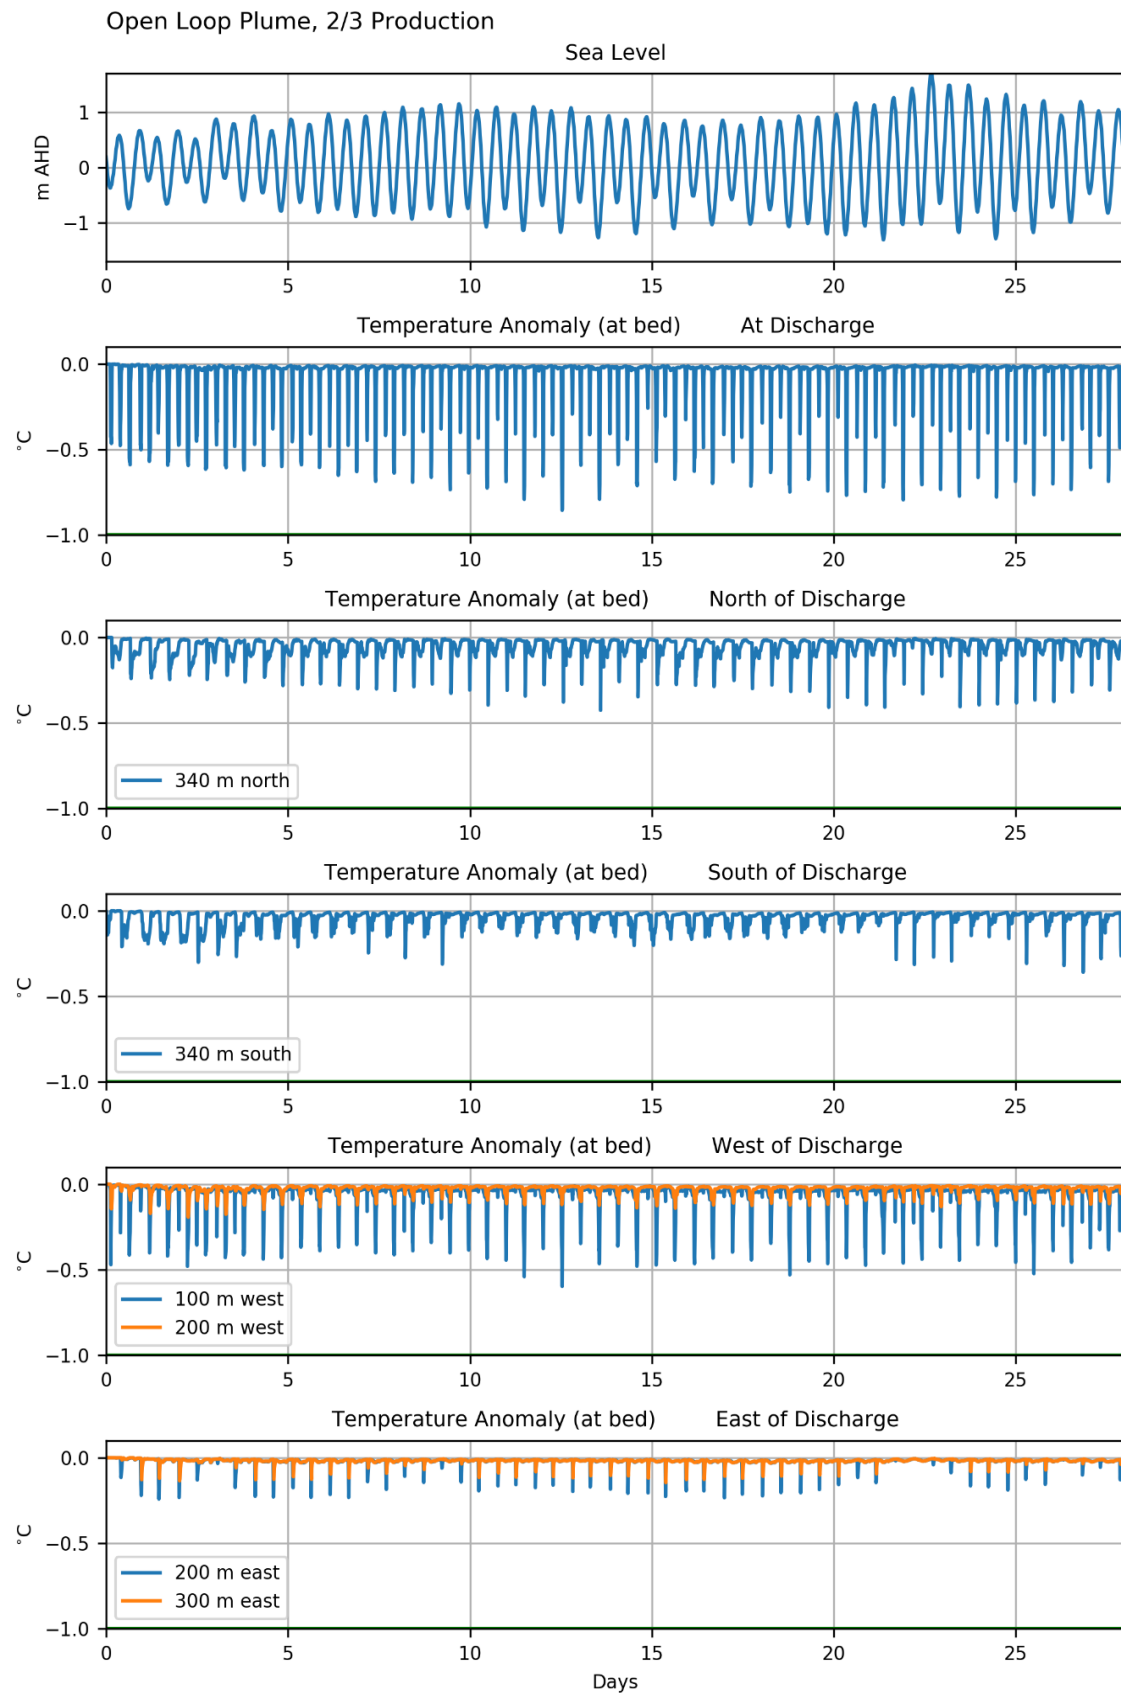 Open Loop Plume, 2/3 Production
Sea Level
m AHD
1
0
−1
0 5 10 15 20 25
Temperature Anomaly (at bed) At Discharge
°C
0.0
−0.5
−1.0
0 5 10 15 20 25
Temperature Anomaly (at bed) North of Discharge
°C
0.0
−0.5
−1.0
340 m north
0 5 10 15 20 25
Temperature Anomaly (at bed) South of Discharge
°C
0.0
−0.5
−1.0
340 m south
0 5 10 15 20 25
Temperature Anomaly (at bed) West of Discharge
°C
0.0
−0.5
−1.0
100 m west
200 m west
0 5 10 15 20 25
Temperature Anomaly (at bed) East of Discharge
°C
0.0
−0.5
−1.0
200 m east
300 m east
0 5 10 15 20 25
Days